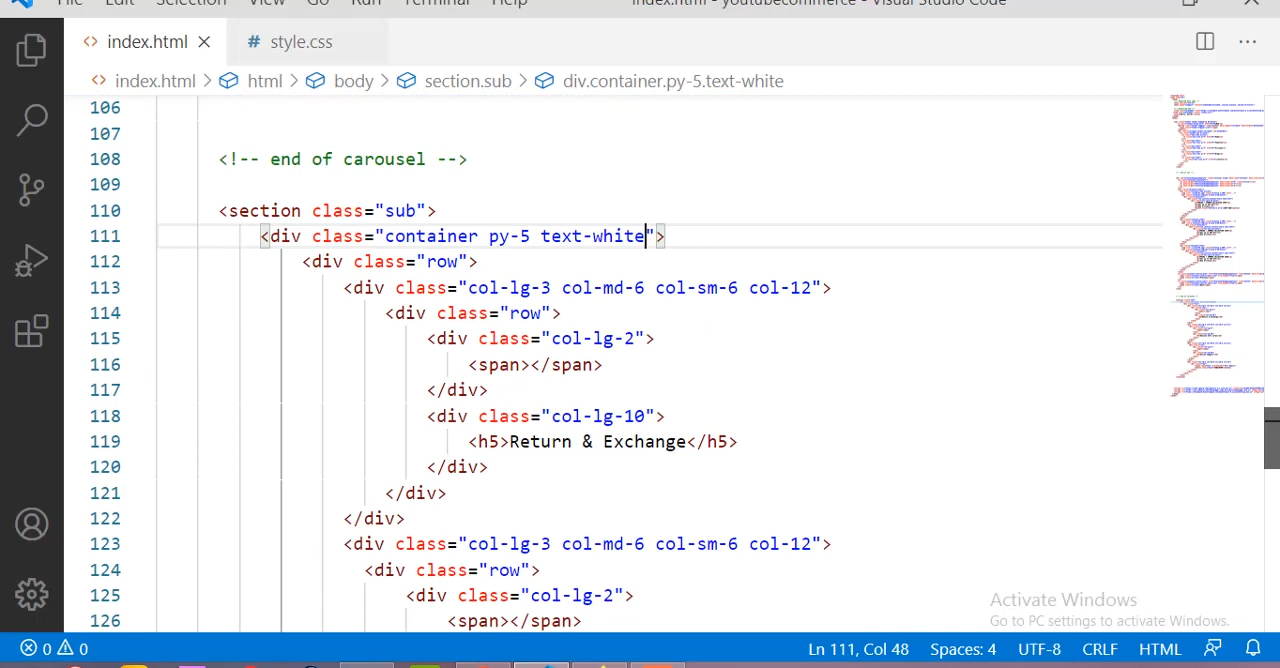 File Edit Selection View Go Run Terminal Help index.html - youtubecommerce - Visual Studio Code
index.html style.css
index.html > html > body > section.sub > div.container.py-5.text-white
106
107
108 <!-- end of carousel -->
109
110 <section class="sub">
111 <div class="container py-5 text-white">
112 <div class="row">
113 <div class="col-lg-3 col-md-6 col-sm-6 col-12">
114 <div class="row">
115 <div class="col-lg-2">
116 <span></span>
117 </div>
118 <div class="col-lg-10">
119 <h5>Return & Exchange</h5>
120 </div>
121 </div>
122 </div>
123 <div class="col-lg-3 col-md-6 col-sm-6 col-12">
124 <div class="row">
125 <div class="col-lg-2">
126 <span></span>
Activate Windows
Go to PC settings to activate Windows.
0 0 Ln 111, Col 48 Spaces: 4 UTF-8 CRLF HTML